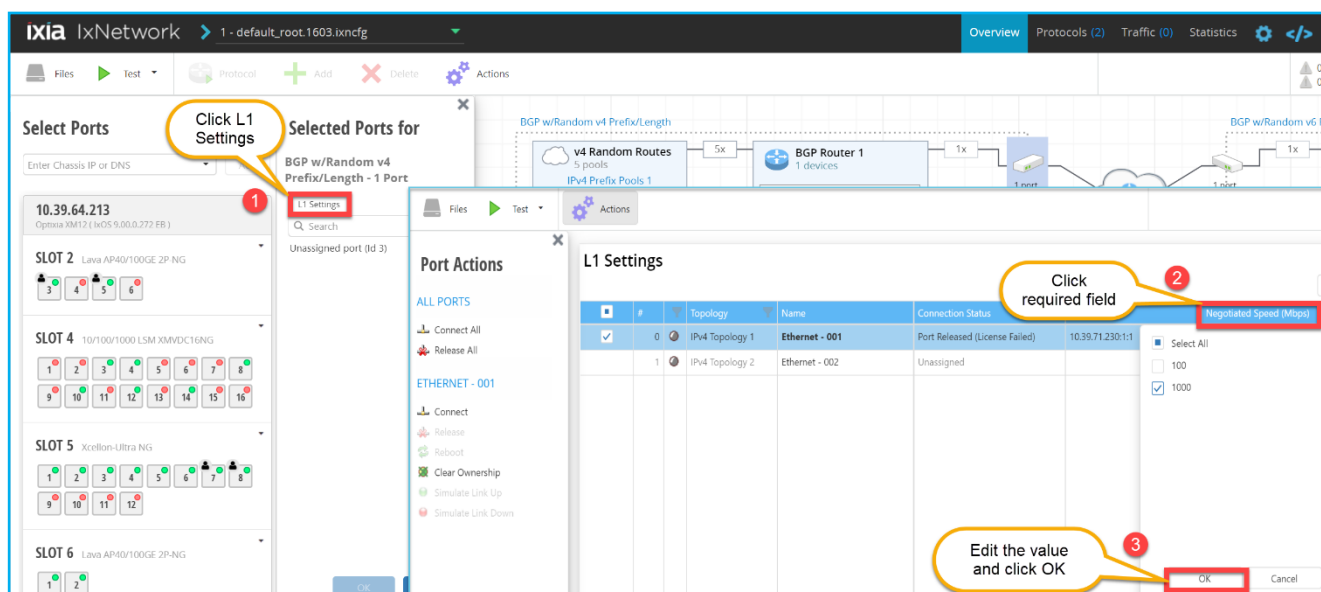 ixia IxNetwork 1 - default_root.1603.ixncfg Overview Protocols (2) Traffic (0) Statistics </>
Files Test Protocol Add Delete Actions
Select Ports
Enter Chassis IP or DNS
Click L1
Settings
1
Selected Ports for
BGP w/Random v4
Prefix/Length - 1 Port
L1 Settings
Search
Unassigned port (Id 3)
OK
10.39.64.213
Optixia XM12 ( IxOS 9.00.0.272 EB )
SLOT 2 Lava AP40/100GE 2P NG
3 4 5 6
SLOT 4 10/100/1000 LSM XMVDC16NG
1 2 3 4 5 6 7 8
9 10 11 12 13 14 15 16
SLOT 5 Xcellon-Ultra NG
1 2 3 4 5 6 7 8
9 10 11 12
SLOT 6 Lava AP40/100GE 2P-NG
1 2
BGP w/Random v4 Prefix/Length
v4 Random Routes
5 pools
IPv4 Prefix Pools 1
5x
BGP Router 1
1 devices
1x
1 port
BGP w/Random v6
1 port
1x
Files Test Actions
Port Actions
ALL PORTS
Connect All
Release All
ETHERNET - 001
Connect
Release
Reboot
Clear Ownership
Simulate Link Up
Simulate Link Down
L1 Settings
Click
required field
2
# Topology Name Connection Status Negotiated Speed (Mbps)
0 IPv4 Topology 1 Ethernet - 001 Port Released (License Failed) 10.39.71.230:1:1
1 IPv4 Topology 2 Ethernet - 002 Unassigned
Select All
100
1000
Edit the value
and click OK
3
OK Cancel